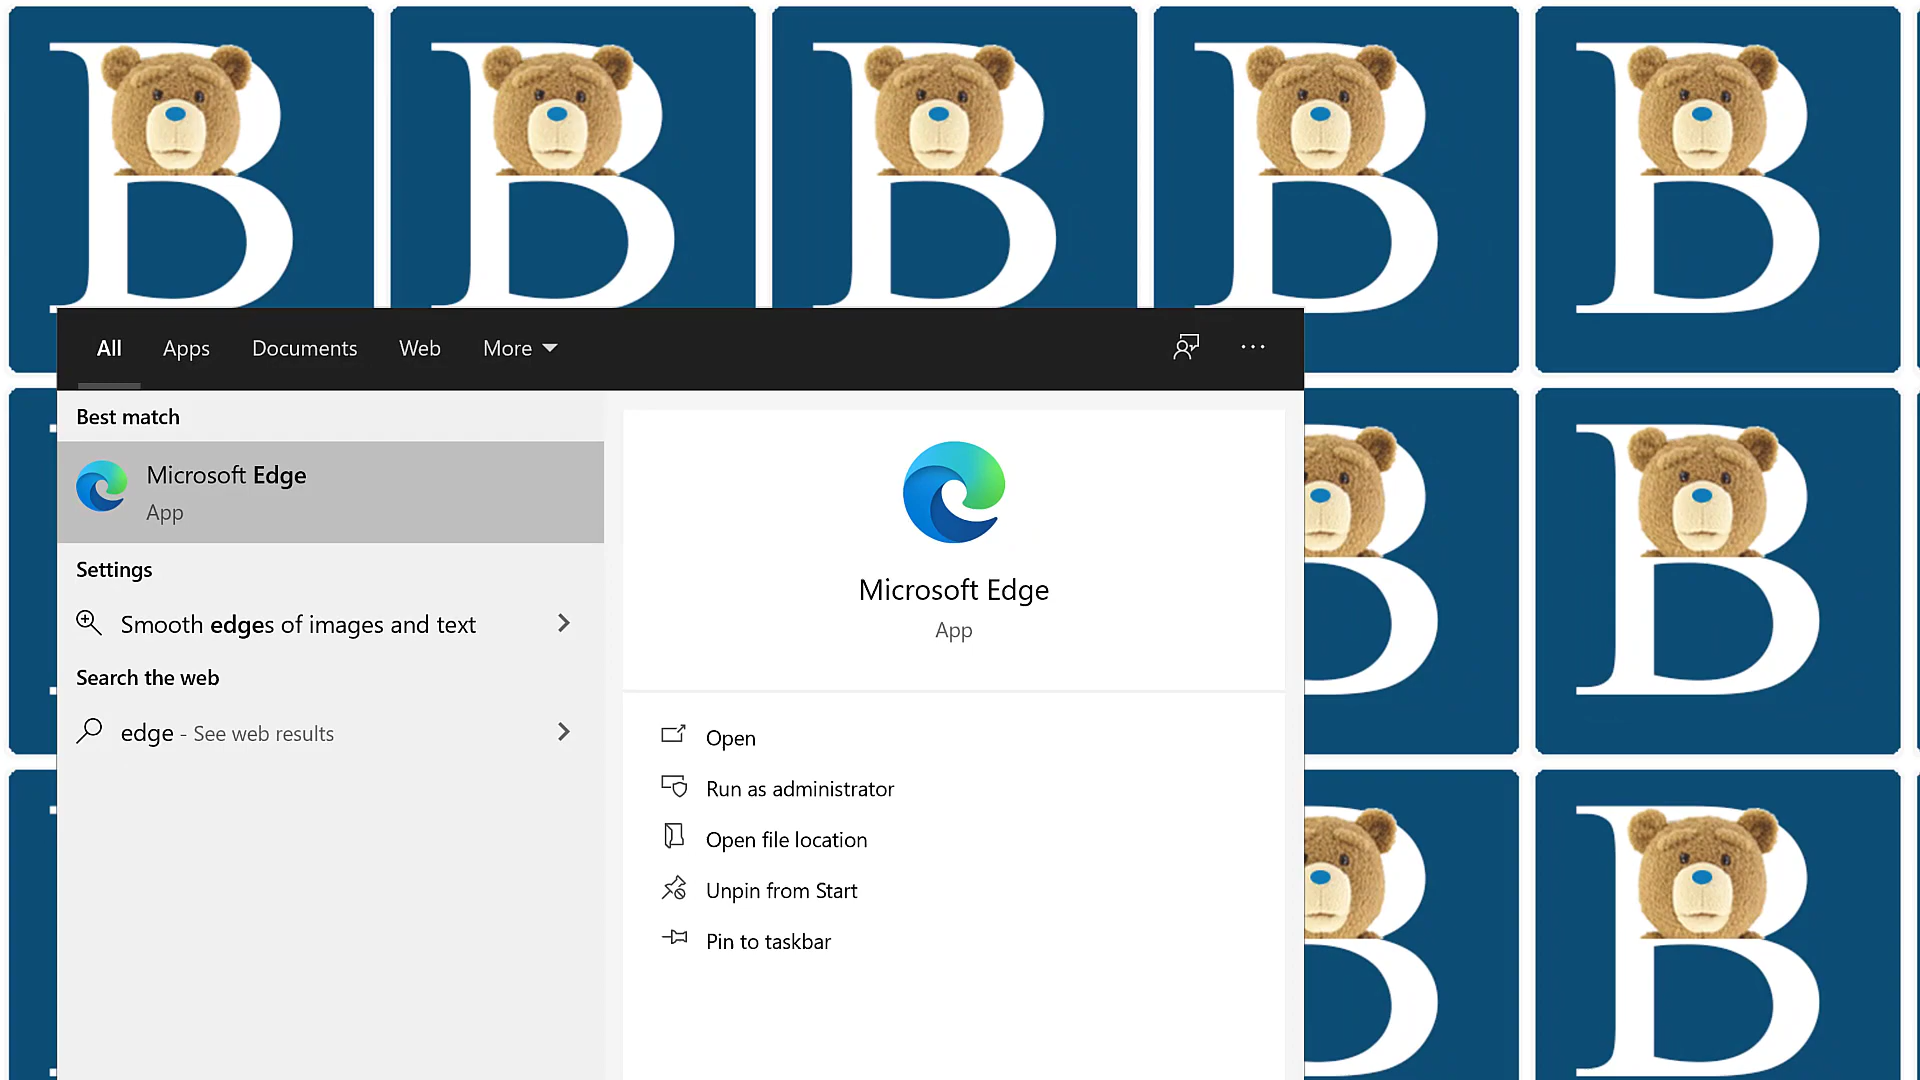 B B B B B
All Apps Documents Web More
Best match
Microsoft Edge
App
Settings
Smooth edges of images and text
Search the web
edge - See web results
Microsoft Edge
App
Open
Run as administrator
Open file location
Unpin from Start
Pin to taskbar
B B
B B